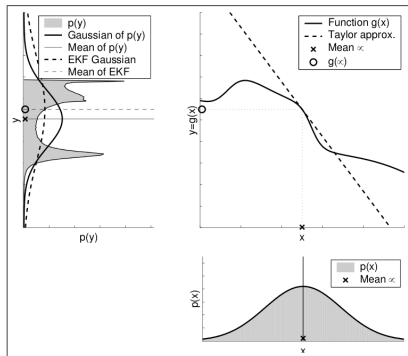 p(y)
Gaussian of p(y)
Mean of p(y)
EKF Gaussian
Mean of EKF
y
p(y)
Function g(x)
Taylor approx.
Mean ∝
g(∝)
y=g(x)
x
p(x)
Mean ∝
p(x)
x